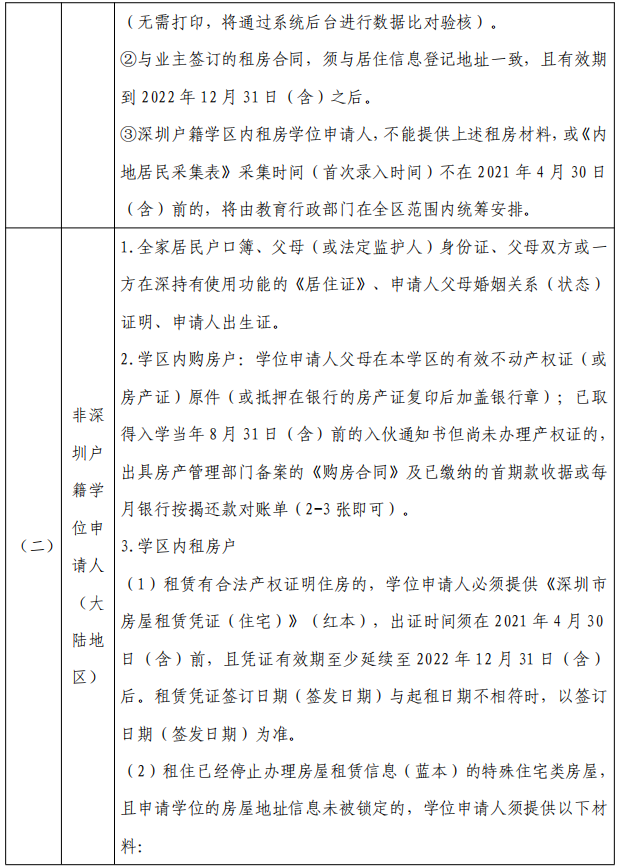 （无需打印，将通过系统后台进行数据比对验核）。
②与业主签订的租房合同，须与居住信息登记地址一致，且有效期
到 2022 年 12 月 31 日（含）之后。
③深圳户籍学区内租房学位申请人，不能提供上述租房材料，或《内
地居民采集表》采集时间（首次录入时间）不在 2021 年 4 月 30 日
（含）前的，将由教育行政部门在全区范围内统筹安排。
（二）
非深
圳户
籍学
位申
请人
（大
陆地
区）
1.全家居民户口簿、父母（或法定监护人）身份证、父母双方或一
方在深持有使用功能的《居住证》、申请人父母婚姻关系（状态）
证明、申请人出生证。
2.学区内购房户：学位申请人父母在本学区的有效不动产权证（或
房产证）原件（或抵押在银行的房产证复印后加盖银行章）；已取
得入学当年 8 月 31 日（含）前的入伙通知书但尚未办理产权证的，
出具房产管理部门备案的《购房合同》及已缴纳的首期款收据或每
月银行按揭还款对账单（2-3 张即可）。
3.学区内租房户
（1）租赁有合法产权证明住房的，学位申请人必须提供《深圳市
房屋租赁凭证（住宅）》（红本），出证时间须在 2021 年 4 月 30
日（含）前，且凭证有效期至少延续至 2022 年 12 月 31 日（含）
后。租赁凭证签订日期（签发日期）与起租日期不相符时，以签订
日期（签发日期）为准。
（2）租住已经停止办理房屋租赁信息（蓝本）的特殊住宅类房屋，
且申请学位的房屋地址信息未被锁定的，学位申请人须提供以下材
料：